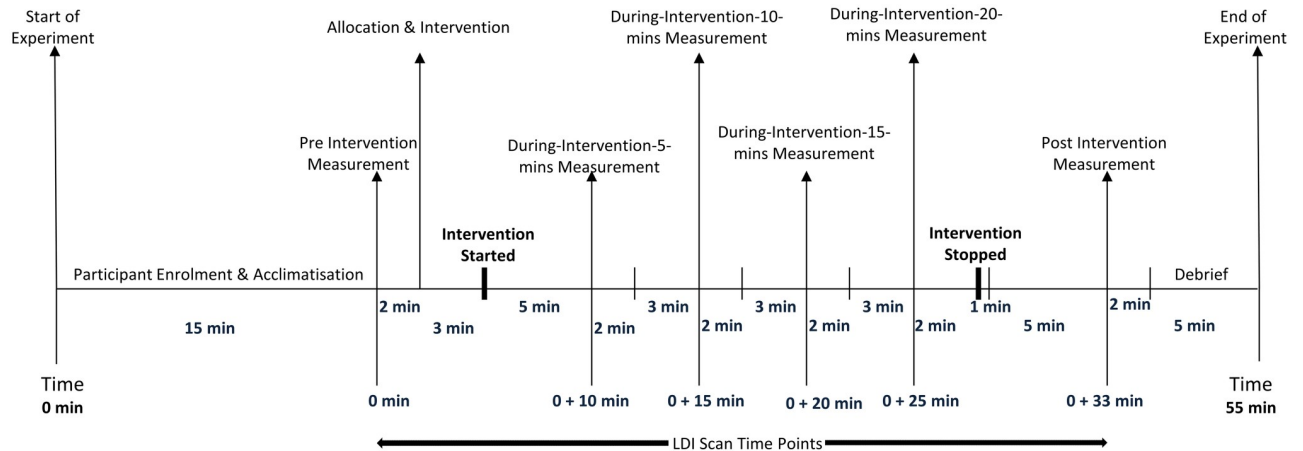 Start of
Experiment
Allocation & Intervention
During-Intervention-10-
mins Measurement
During-Intervention-20-
mins Measurement
End of
Experiment
Pre Intervention
Measurement
During-Intervention-5-
mins Measurement
During-Intervention-15-
mins Measurement
Post Intervention
Measurement
Intervention
Started
Intervention
Stopped
Participant Enrolment & Acclimatisation
Debrief
2 min
5 min
3 min
3 min
3 min
1 min
2 min
15 min
3 min
2 min
2 min
2 min
2 min
5 min
5 min
Time
0 min
0 min
0 + 10 min
0 + 15 min
0 + 20 min
0 + 25 min
0 + 33 min
Time
55 min
LDI Scan Time Points